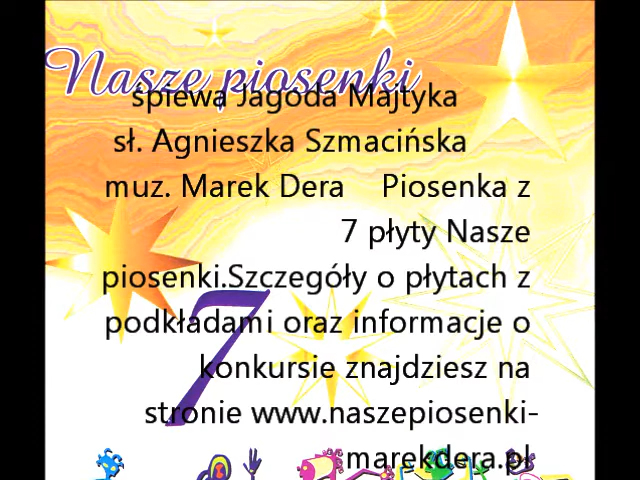 Nasze piosenki
śpiewa Jagoda Majtyka
sł. Agnieszka Szmacińska
muz. Marek Dera Piosenka z
7 płyty Nasze
piosenki.Szczegóły o płytach z
podkładami oraz informacje o
konkursie znajdziesz na
stronie www.naszepiosenki-
marekdera.pl
7